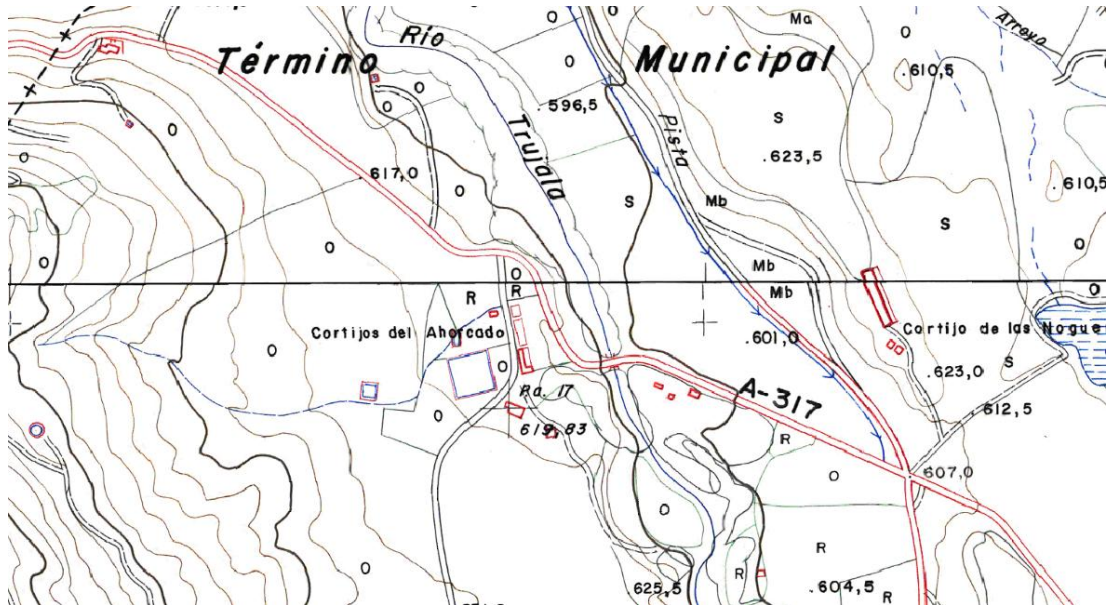 Término
Río
Municipal
Ma
Arroyo
O
O
.610,5
O
O
.596,5
Trujala
Pista
S
.623,5
.610,5
O
O
O
617,0
O
S
Mb
S
O
O
O
Mb
R
R
Mb
O
Cortijos del Ahorcado
.601,0
Cortijo de las Nogue
O
O
.623,0
S
A-317
Pa. 17
612,5
O
619,83
R
607,0
O
O
R
R
.625,5
.604,5
R
O